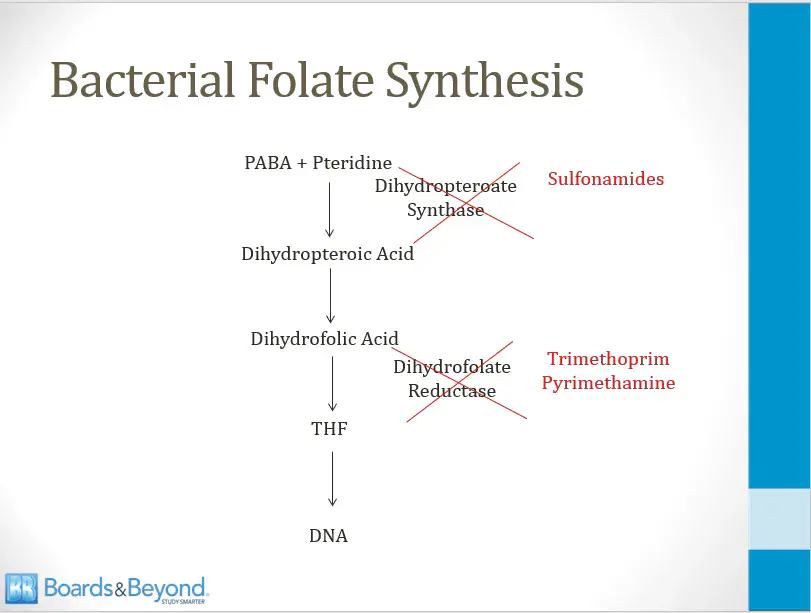 Bacterial Folate Synthesis
PABA + Pteridine
Dihydropteroate
Synthase
Sulfonamides
Dihydropteroic Acid
Dihydrofolic Acid
Dihydrofolate
Reductase
Trimethoprim
Pyrimethamine
THF
DNA
BB Boards&Beyond.
STUDY SMARTER